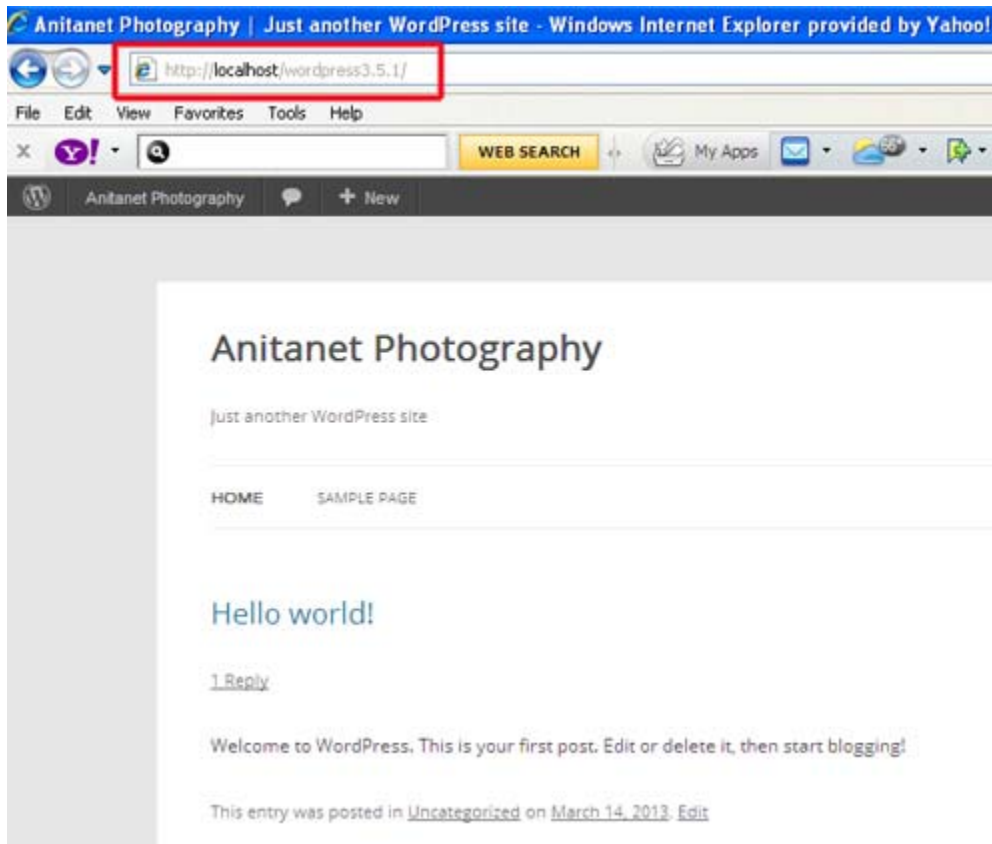 Anitanet Photography | Just another WordPress site - Windows Internet Explorer provided by Yahoo!
http://localhost/wordpress3.5.1/
File Edit View Favorites Tools Help
Y! WEB SEARCH My Apps
Anitanet Photography + New
Anitanet Photography
Just another WordPress site
HOME SAMPLE PAGE
Hello world!
1 Reply
Welcome to WordPress. This is your first post. Edit or delete it, then start blogging!
This entry was posted in Uncategorized on March 14, 2013. Edit